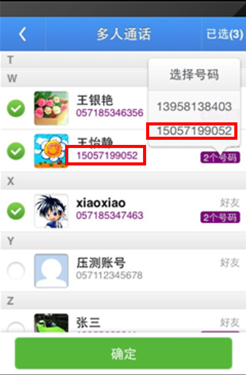 多人通话
已选(3)
T
选择号码
W
王银艳
057185346356
13958138403
15057199052
王怡静
15057199052
2个号码
X
xiaoxiao
好友
057185347463
2个号码
Y
压测账号
好友
057112345678
Z
张三
好友
确定